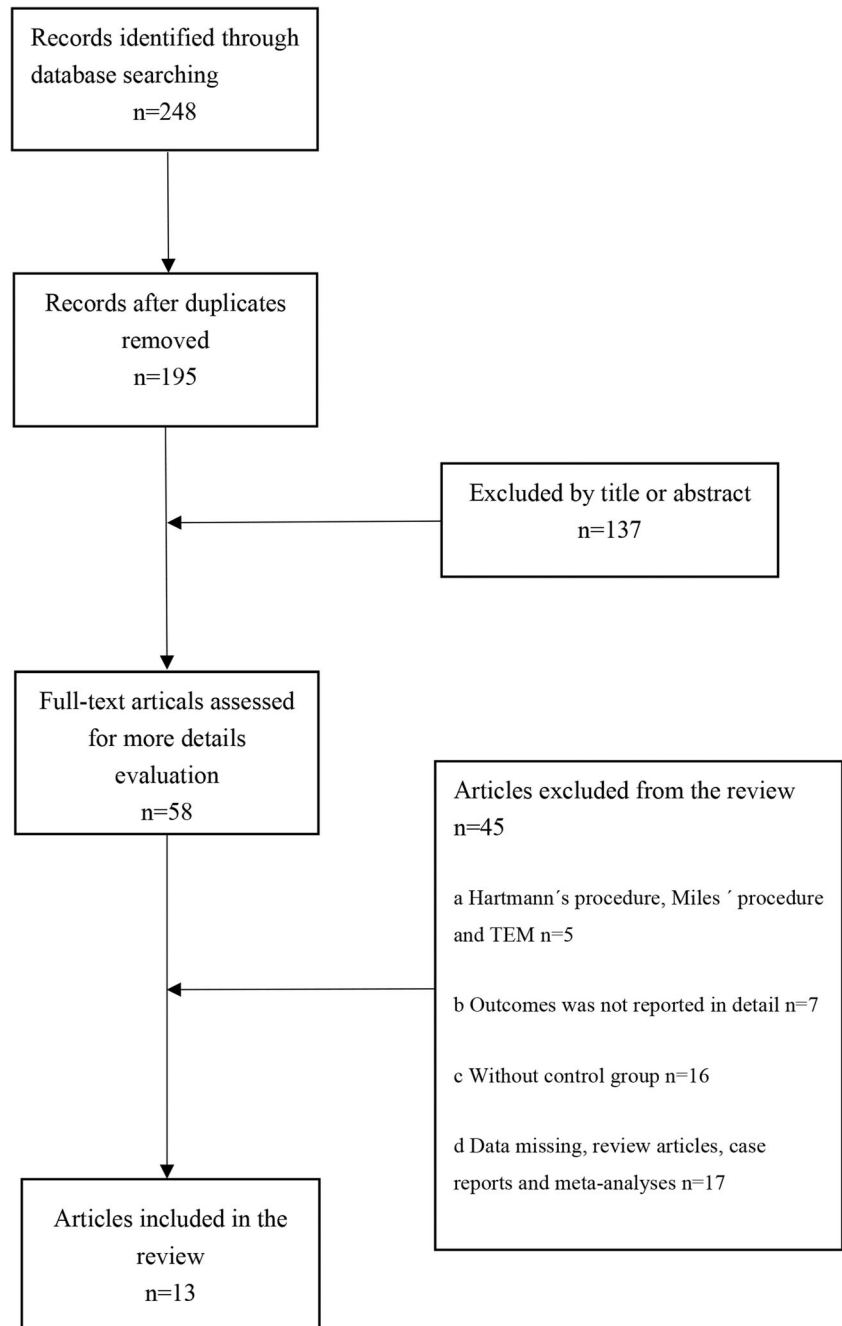 Records identified through
database searching
n=248
Records after duplicates
removed
n=195
Excluded by title or abstract
n=137
Full-text articals assessed
for more details
evaluation
n=58
Articles excluded from the review
n=45
a Hartmann´s procedure, Miles ´ procedure
and TEM n=5
b Outcomes was not reported in detail n=7
c Without control group n=16
d Data missing, review articles, case
reports and meta-analyses n=17
Articles included in the
review
n=13